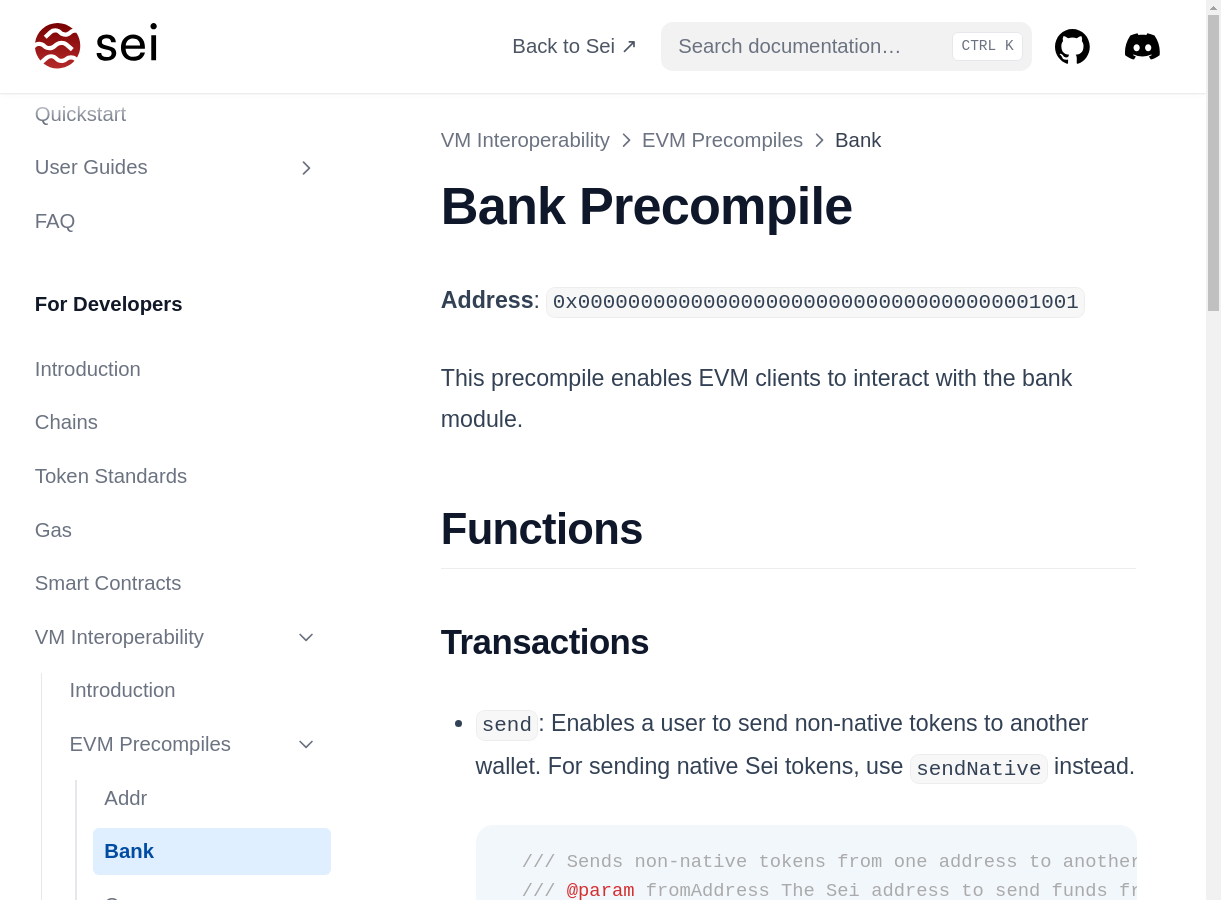 sei
Back to Sei ↗
Search documentation…
CTRL K
Quickstart
User Guides
FAQ
For Developers
Introduction
Chains
Token Standards
Gas
Smart Contracts
VM Interoperability
Introduction
EVM Precompiles
Addr
Bank
VM Interoperability > EVM Precompiles > Bank
Bank Precompile
Address: 0x0000000000000000000000000000000000001001
This precompile enables EVM clients to interact with the bank
module.
Functions
Transactions
• send: Enables a user to send non-native tokens to another
wallet. For sending native Sei tokens, use sendNative instead.
/// Sends non-native tokens from one address to another
/// @param fromAddress The Sei address to send funds fr